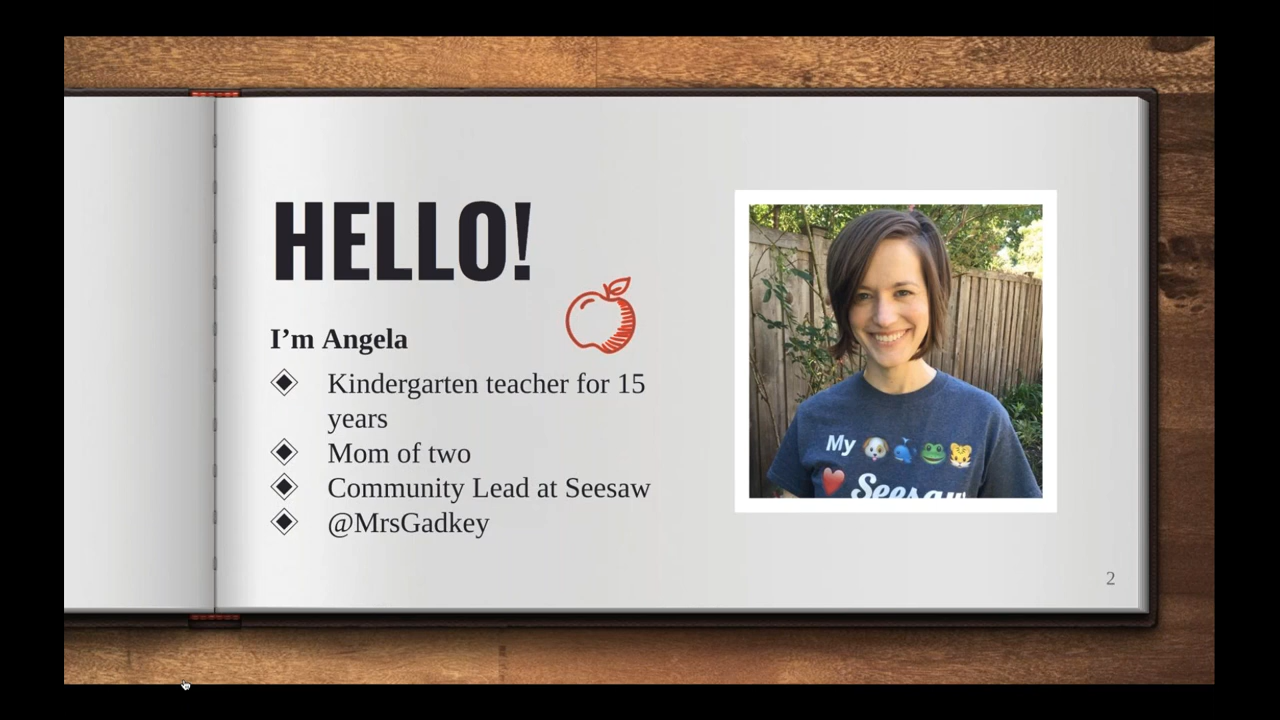 HELLO!
I’m Angela
Kindergarten teacher for 15
years
Mom of two
Community Lead at Seesaw
@MrsGadkey
My
Seesaw
2